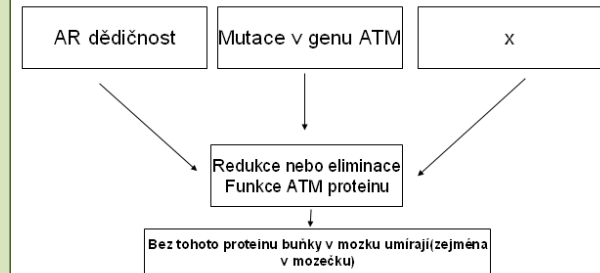 AR dědičnost
Mutace v genu ATM
x
Redukce nebo eliminace
Funkce ATM proteinu
Bez tohoto proteinu buňky v mozku umírají(zejména
v mozečku)